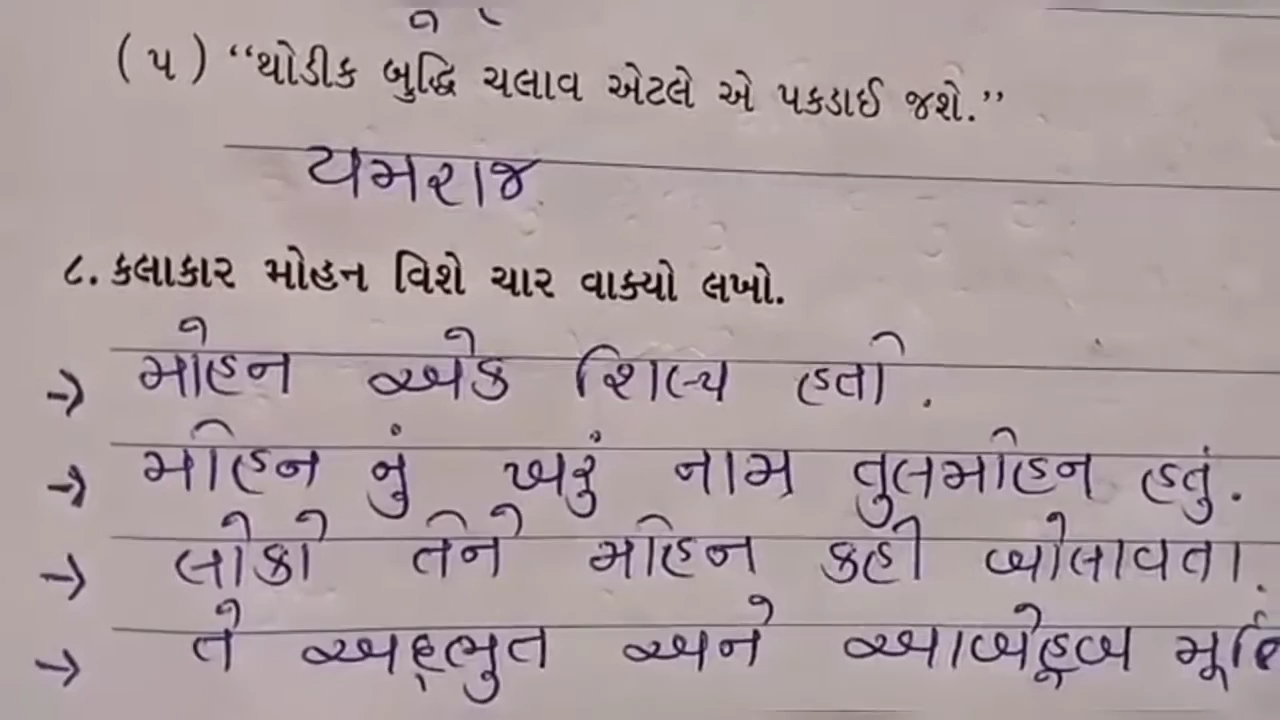 (૫) “થોડીક બુદ્ધિ ચલાવ એટલે એ પકડાઈ જશે.”
યમરાજ
૮. કલાકાર મોહન વિશે ચાર વાક્યો લખો.
→ મોહન એક શિલ્પ હતો.
→ મોહન નું ખરું નામ તુલમોહન હતું.
→ લોકો તેને મોહન કહી બોલાવતા.
→ તે અદ્ભુત અને આબેહૂબ